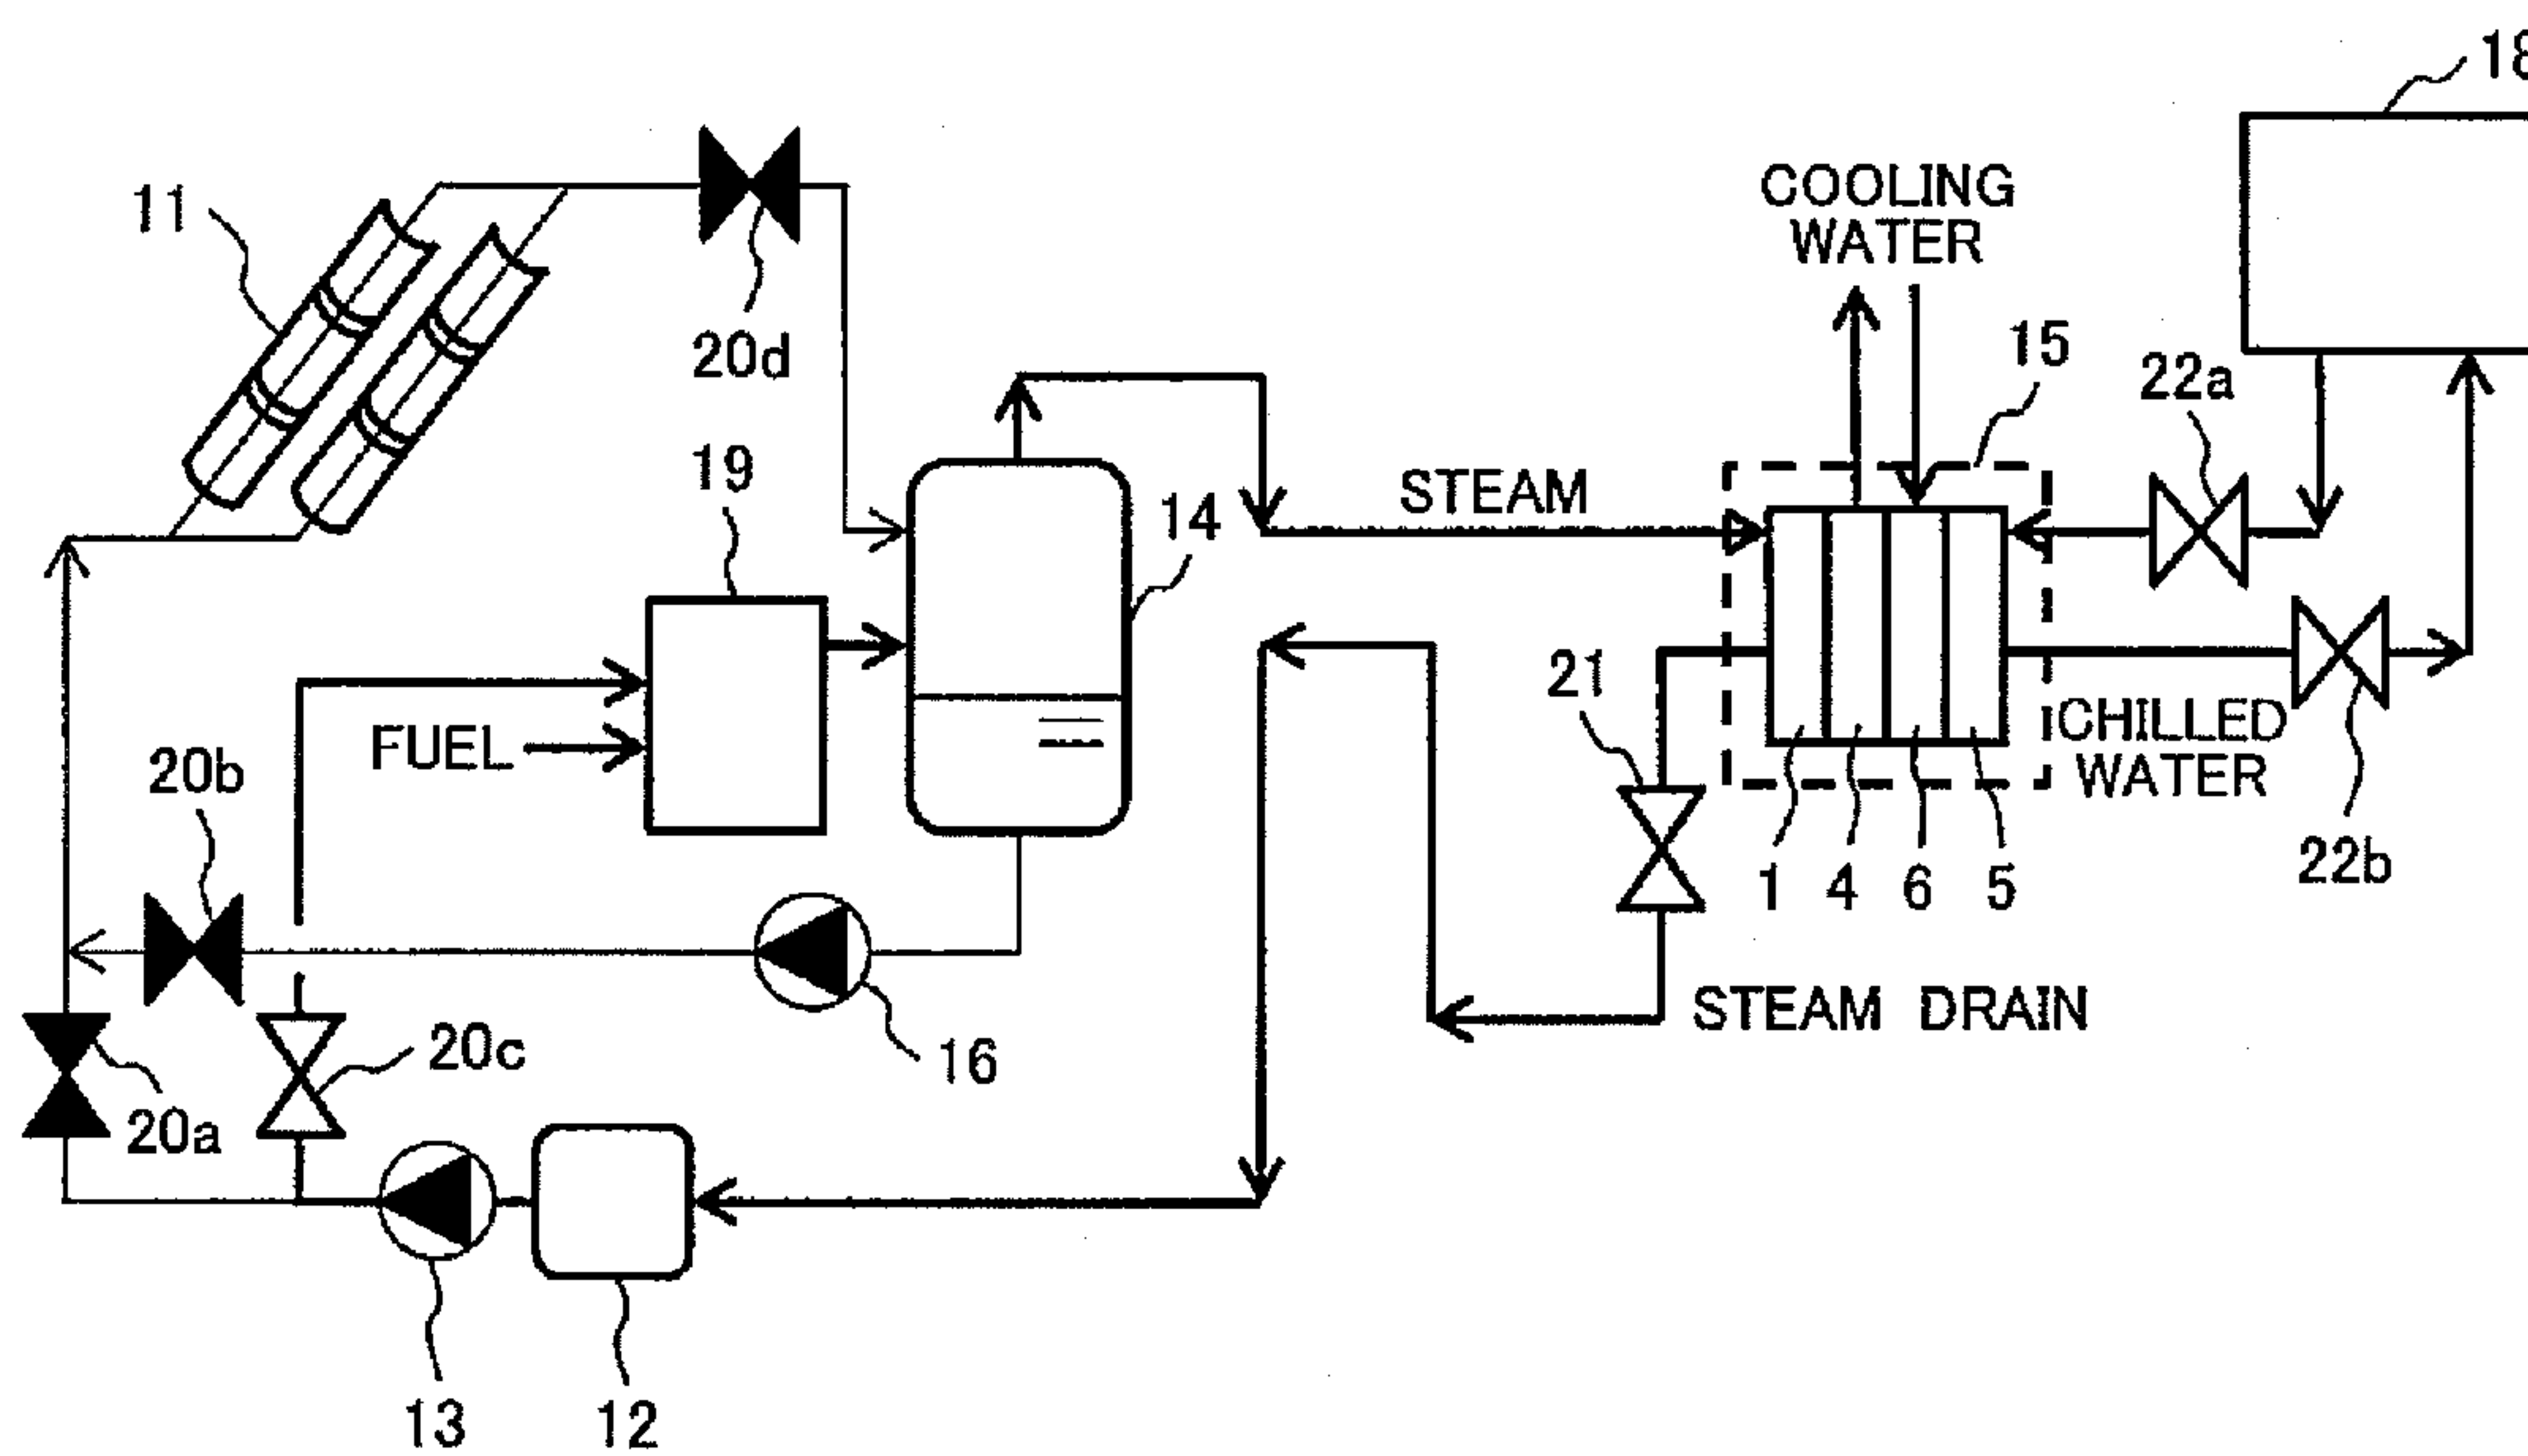 18
11
COOLING
WATER
20d
15
22a
19
STEAM
14
21
FUEL
CHILLED
WATER
20b
22b
1
4
6
5
STEAM DRAIN
20c
16
20a
13
12